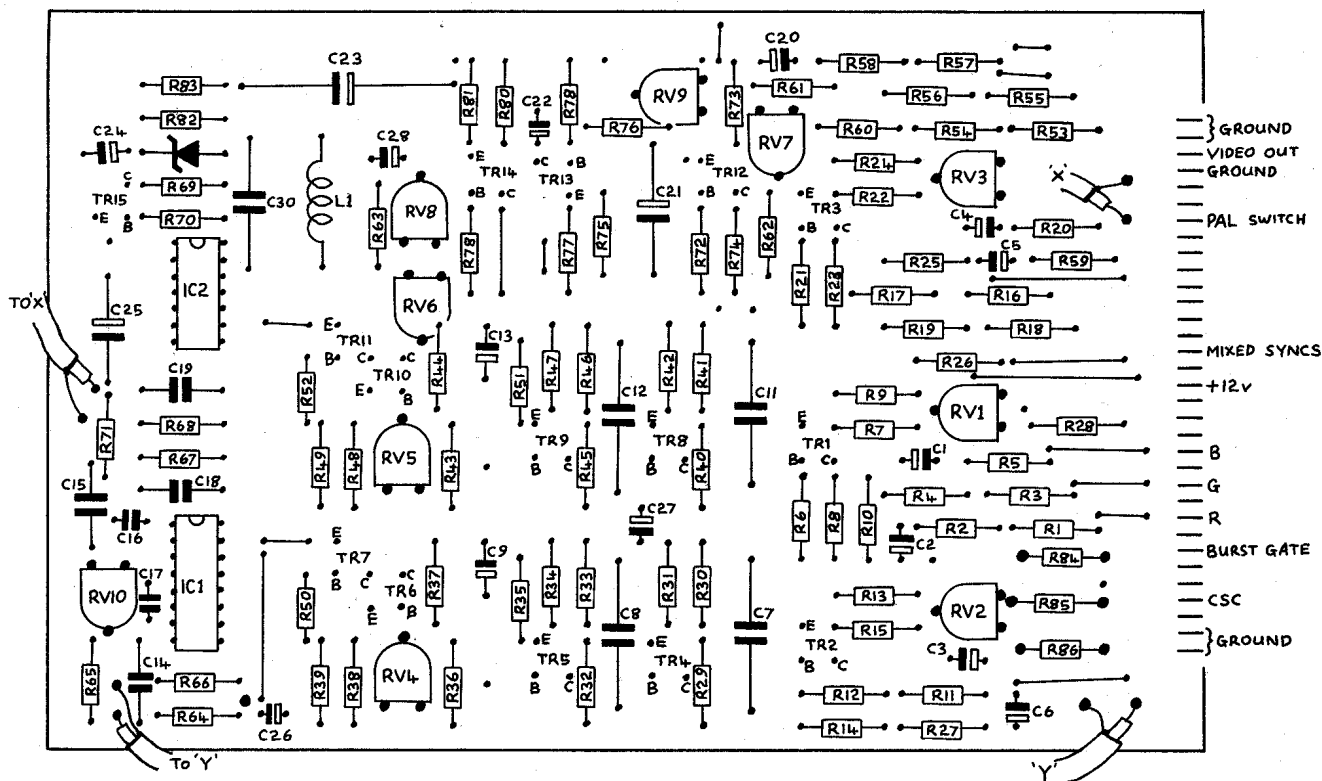 C23
C20
R83
R81
R80
C22
R78
RV9
R73
R58
R57
R61
R56
R55
R82
R76
RV7
R60
R54
R53
GROUND
C24
C28
E
TR14
C
B
TR13
E
TR12
R24
RV3
'X'
VIDEO OUT
GROUND
C
R69
TR15
E
B
R70
C30
L1
R63
RV8
B
C
E
C21
B
C
E
TR3
R22
C4
R20
PAL SWITCH
R78
R77
R75
R72
R74
R62
B
C
C5
IC2
R25
R59
TO 'X'
C25
RV6
R21
R23
R17
R16
E
TR11
C13
R19
R18
B
C
C
R44
R51
R47
R46
C12
R42
R41
C11
R26
MIXED SYNCS
C19
R52
TR10
E
B
R9
RV1
+12v
R71
R68
E
E
E
R7
R28
R67
R49
R48
RV5
R43
TR9
B
C
R45
TR8
B
C
R40
TR1
B
C
C1
R5
B
C15
C18
R4
R3
G
C16
IC1
C27
R6
R8
R10
R2
R1
R
E
C2
BURST GATE
TR7
C9
R84
C17
B
C
C
R37
R35
R34
R33
C8
R31
R30
C7
R13
RV2
R85
CSC
RV10
R50
TR6
E
B
E
R15
GROUND
E
E
TR2
R86
R65
C14
R66
R39
R38
RV4
R36
TR5
B
C
R32
TR4
B
C
R29
B
C
C3
R12
R11
R64
C26
R14
R27
C6
TO 'Y'
'Y'